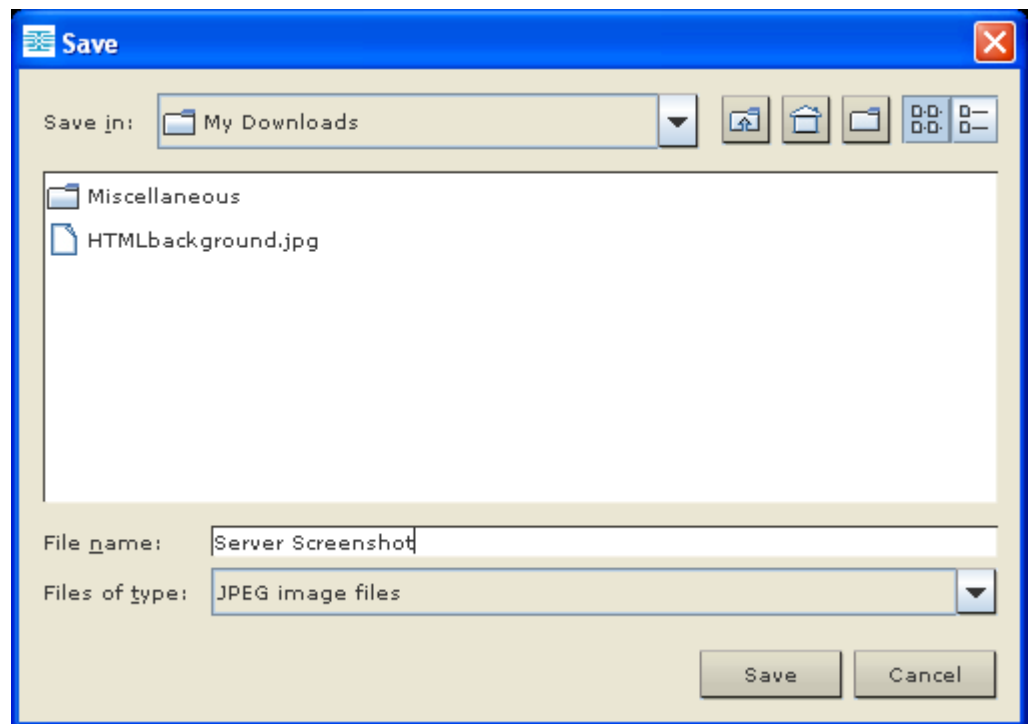 Save
Save in: My Downloads
Miscellaneous
HTMLbackground.jpg
File name: Server Screenshot
Files of type: JPEG image files
Save Cancel